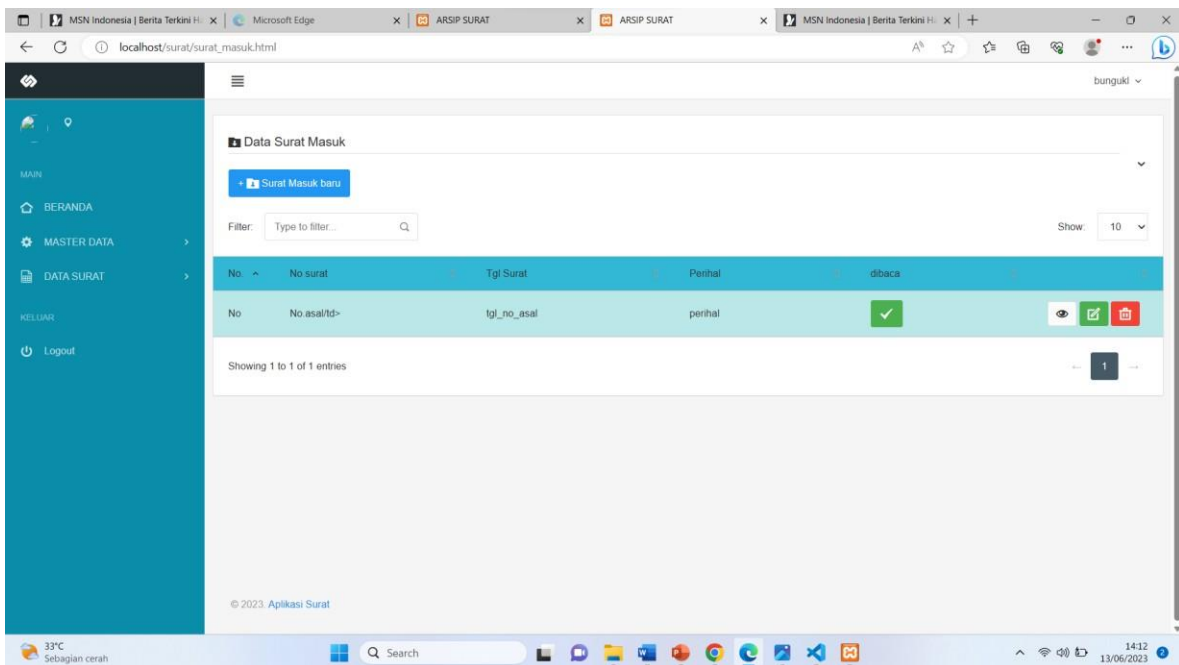 MSN Indonesia | Berita Terkini Ha
Microsoft Edge
ARSIP SURAT
ARSIP SURAT
MSN Indonesia | Berita Terkini Ha
localhost/surat/surat_masuk.html
bungukl
Data Surat Masuk
MAIN
+ Surat Masuk baru
BERANDA
Filter: Type to filter...
Show: 10
MASTER DATA
DATA SURAT
No. No surat Tgl Surat Perihal dibaca
No No.asal/td> tgl_no_asal perihal
KELUAR
Logout
Showing 1 to 1 of 1 entries
1
© 2023. Aplikasi Surat
33°C
Sebagian cerah
Search
14:12
13/06/2023
2